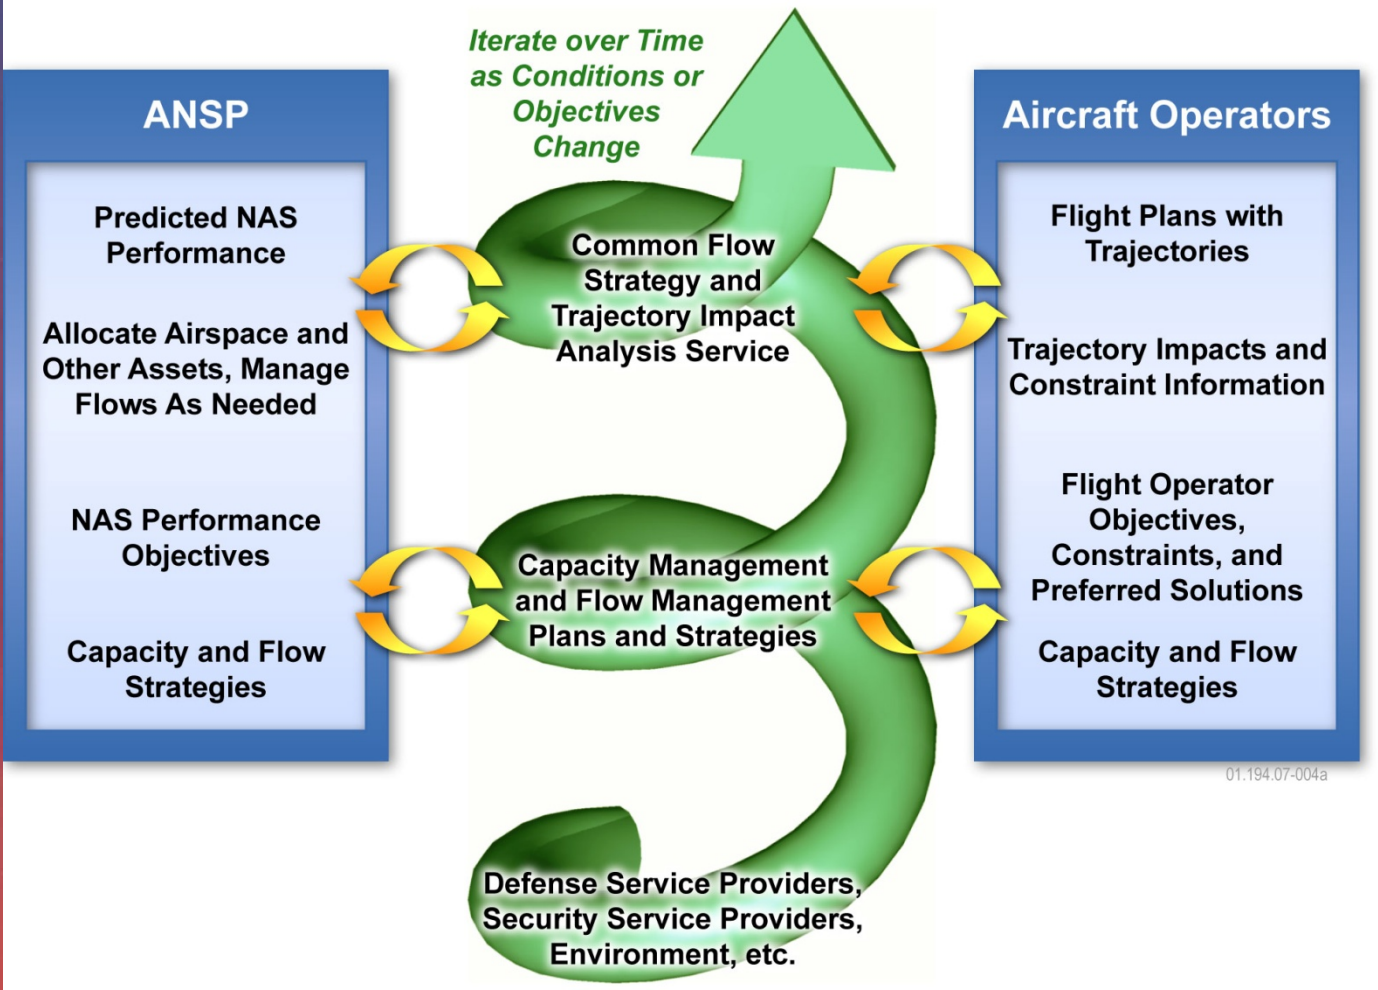 Iterate over Time
as Conditions or
Objectives
Change
ANSP
Predicted NAS
Performance
Allocate Airspace and
Other Assets, Manage
Flows As Needed
NAS Performance
Objectives
Capacity and Flow
Strategies
Common Flow
Strategy and
Trajectory Impact
Analysis Service
Capacity Management
and Flow Management
Plans and Strategies
Defense Service Providers,
Security Service Providers,
Environment, etc.
Aircraft Operators
Flight Plans with
Trajectories
Trajectory Impacts and
Constraint Information
Flight Operator
Objectives,
Constraints, and
Preferred Solutions
Capacity and Flow
Strategies
01.194.07-004a